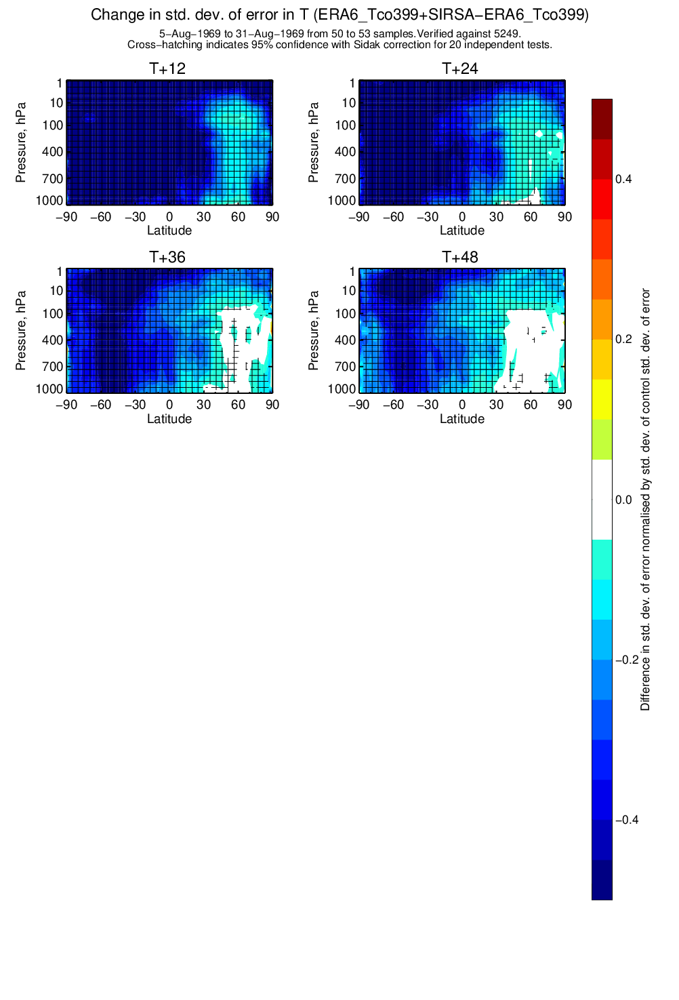 Change in std. dev. of error in T (ERA6_Tco399+SIRSA−ERA6_Tco399)
5−Aug−1969 to 31−Aug−1969 from 50 to 53 samples.Verified against 5249.
Cross−hatching indicates 95% confidence with Sidak correction for 20 independent tests.
T+12
1
10
100
400
700
1000
Pressure, hPa
−90 −60 −30 0 30 60 90
Latitude
T+24
1
10
100
400
700
1000
Pressure, hPa
−90 −60 −30 0 30 60 90
Latitude
T+36
1
10
100
400
700
1000
Pressure, hPa
−90 −60 −30 0 30 60 90
Latitude
T+48
1
10
100
400
700
1000
Pressure, hPa
−90 −60 −30 0 30 60 90
Latitude
0.4
0.2
0.0
−0.2
−0.4
Difference in std. dev. of error normalised by std. dev. of control std. dev. of error